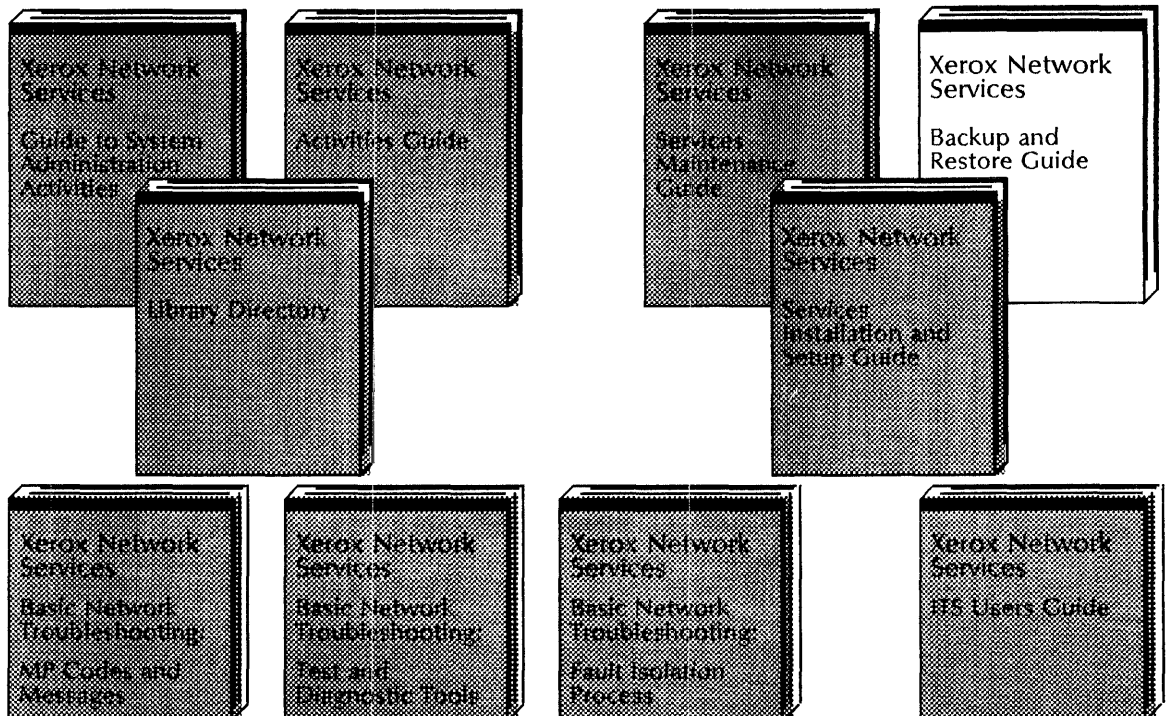 Xerox Network
Services
Guide to System
Administration
Activities
Xerox Network
Services
Activities Guide
Xerox Network
Services
Library Directory
Xerox Network
Services
Services
Maintenance
Guide
Xerox Network
Services
Backup and
Restore Guide
Xerox Network
Services
Services
Installation and
Setup Guide
Xerox Network
Services
Basic Network
Troubleshooting:
MP Codes and
Messages
Xerox Network
Services
Basic Network
Troubleshooting:
Test and
Diagnostic Tools
Xerox Network
Services
Basic Network
Troubleshooting:
Fault Isolation
Process
Xerox Network
Services
ITS Users Guide